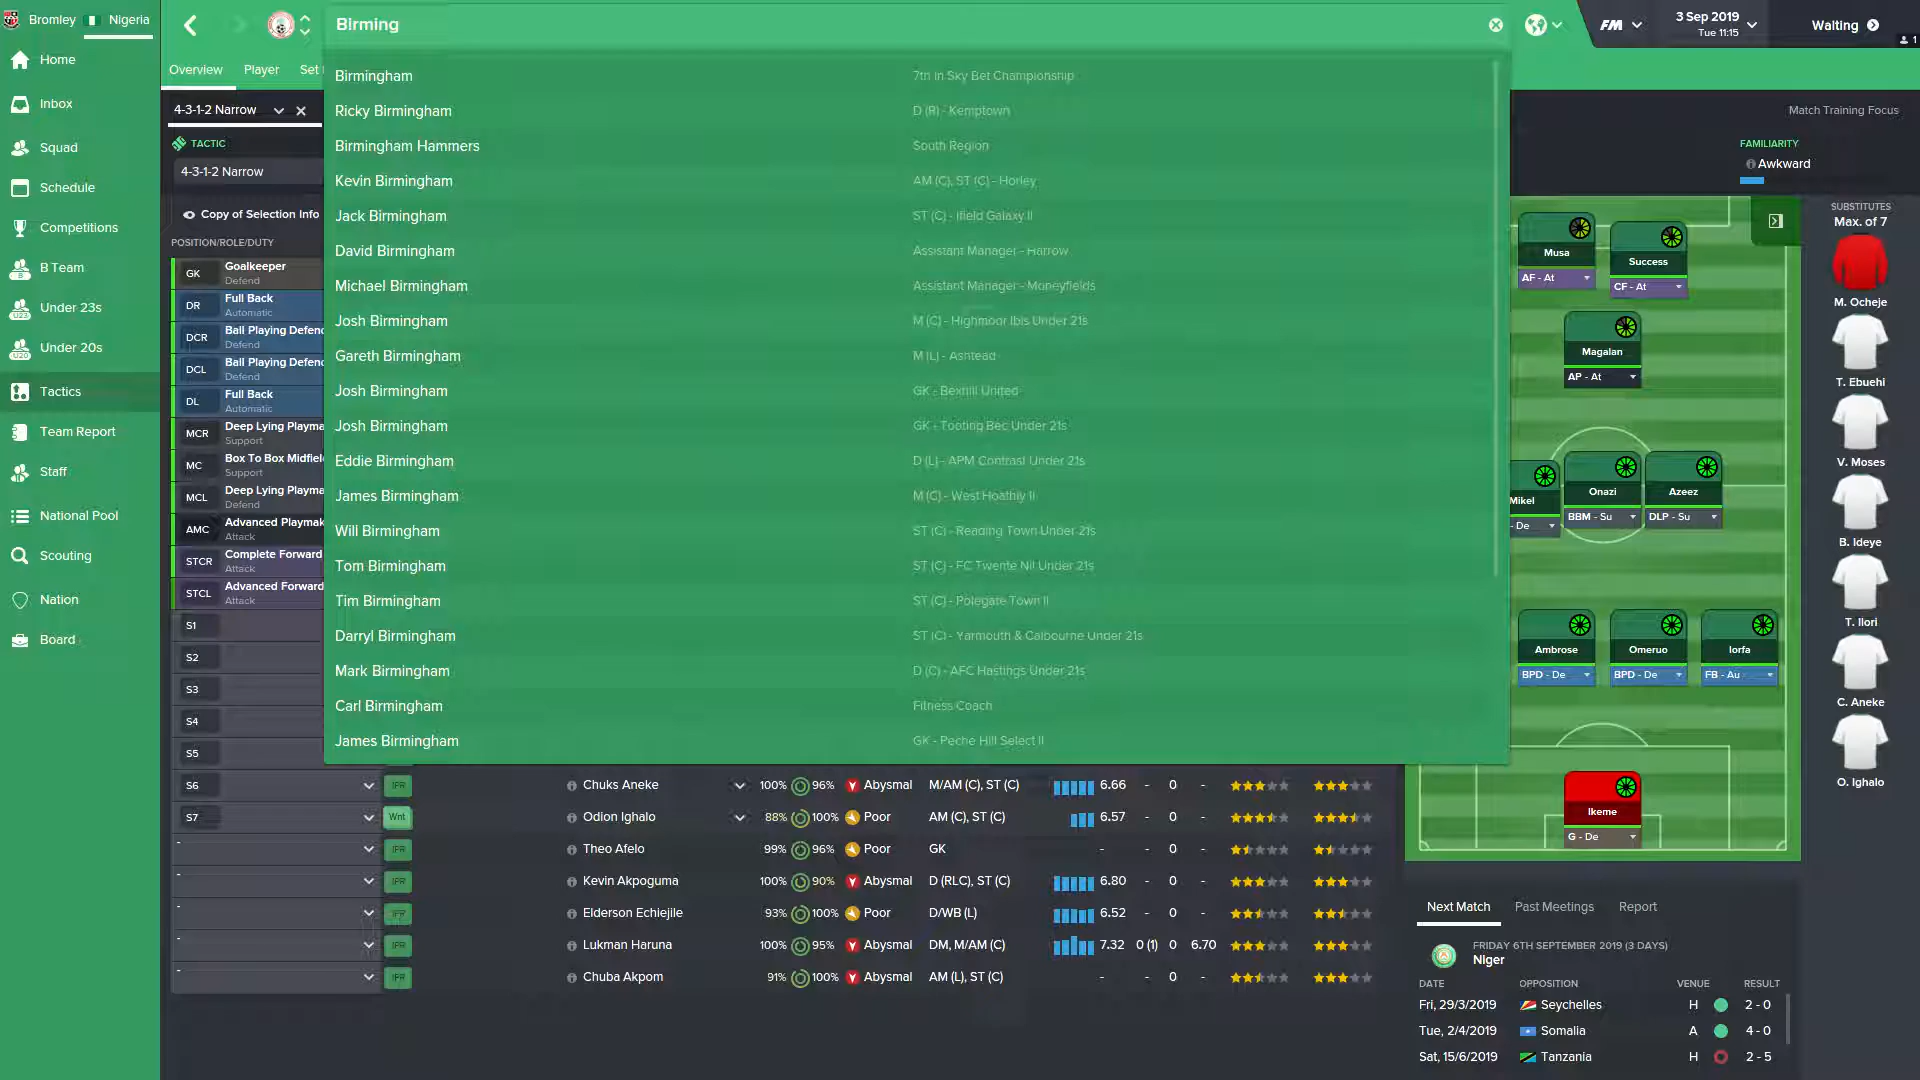 Bromley Nigeria
Birming
FM
3 Sep 2019
Tue 11:15
Waiting
1
Home
Inbox
Squad
Schedule
Competitions
B Team
Under 23s
Under 20s
Tactics
Team Report
Staff
National Pool
Scouting
Nation
Board
Overview Player Set
4-3-1-2 Narrow
TACTIC
4-3-1-2 Narrow
Copy of Selection Info
POSITION/ROLE/DUTY
GK Goalkeeper
Defend
DR Full Back
Automatic
DCR Ball Playing Defend
Defend
DCL Ball Playing Defend
Defend
DL Full Back
Automatic
MCR Deep Lying Playma
Support
MC Box To Box Midfiel
Support
MCL Deep Lying Playma
Defend
AMC Advanced Playmak
Attack
STCR Complete Forward
Attack
STCL Advanced Forward
Attack
S1
S2
S3
S4
S5
Birmingham 7th in Sky Bet Championship
Ricky Birmingham D (R) - Kemptown
Birmingham Hammers South Region
Kevin Birmingham AM (C), ST (C) - Horley
Jack Birmingham ST (C) - Ifield Galaxy II
David Birmingham Assistant Manager - Harrow
Michael Birmingham Assistant Manager - Moneyfields
Josh Birmingham M (C) - Highmoor Ibis Under 21s
Gareth Birmingham M (L) - Ashtead
Josh Birmingham GK - Bexhill United
Josh Birmingham GK - Tooting Bec Under 21s
Eddie Birmingham D (L) - APM Contrast Under 21s
James Birmingham M (C) - West Hoathly II
Will Birmingham ST (C) - Reading Town Under 21s
Tom Birmingham ST (C) - FC Twente Nil Under 21s
Tim Birmingham ST (C) - Polegate Town II
Darryl Birmingham ST (C) - Yarmouth & Calbourne Under 21s
Mark Birmingham D (C) - AFC Hastings Under 21s
Carl Birmingham Fitness Coach
James Birmingham GK - Peche Hill Select II
S6 IFR Chuks Aneke 100% 96% Abysmal M/AM (C), ST (C) 6.66 - 0 -
S7 Wnt Odion Ighalo 88% 100% Poor AM (C), ST (C) 6.57 - 0 -
- IFR Theo Afelo 99% 96% Poor GK - - 0 -
- IFR Kevin Akpoguma 100% 90% Abysmal D (RLC), ST (C) 6.80 - 0 -
- IFR Elderson Echiejile 93% 100% Poor D/WB (L) 6.52 - 0 -
- IFR Lukman Haruna 100% 95% Abysmal DM, M/AM (C) 7.32 0 (1) 0 6.70
- IFR Chuba Akpom 91% 100% Abysmal AM (L), ST (C) - - 0 -
Match Training Focus
FAMILIARITY
Awkward
Musa
AF - At
Success
CF - At
Magalan
AP - At
Mikel
- De
Onazi
BBM - Su
Azeez
DLP - Su
Ambrose
BPD - De
Omeruo
BPD - De
Iorfa
FB - Au
Ikeme
G - De
SUBSTITUTES
Max. of 7
M. Ocheje
T. Ebuehi
V. Moses
B. Ideye
T. Ilori
C. Aneke
O. Ighalo
Next Match Past Meetings Report
FRIDAY 6TH SEPTEMBER 2019 (3 DAYS)
Niger
DATE OPPOSITION VENUE RESULT
Fri, 29/3/2019 Seychelles H 2 - 0
Tue, 2/4/2019 Somalia A 4 - 0
Sat, 15/6/2019 Tanzania H 2 - 5